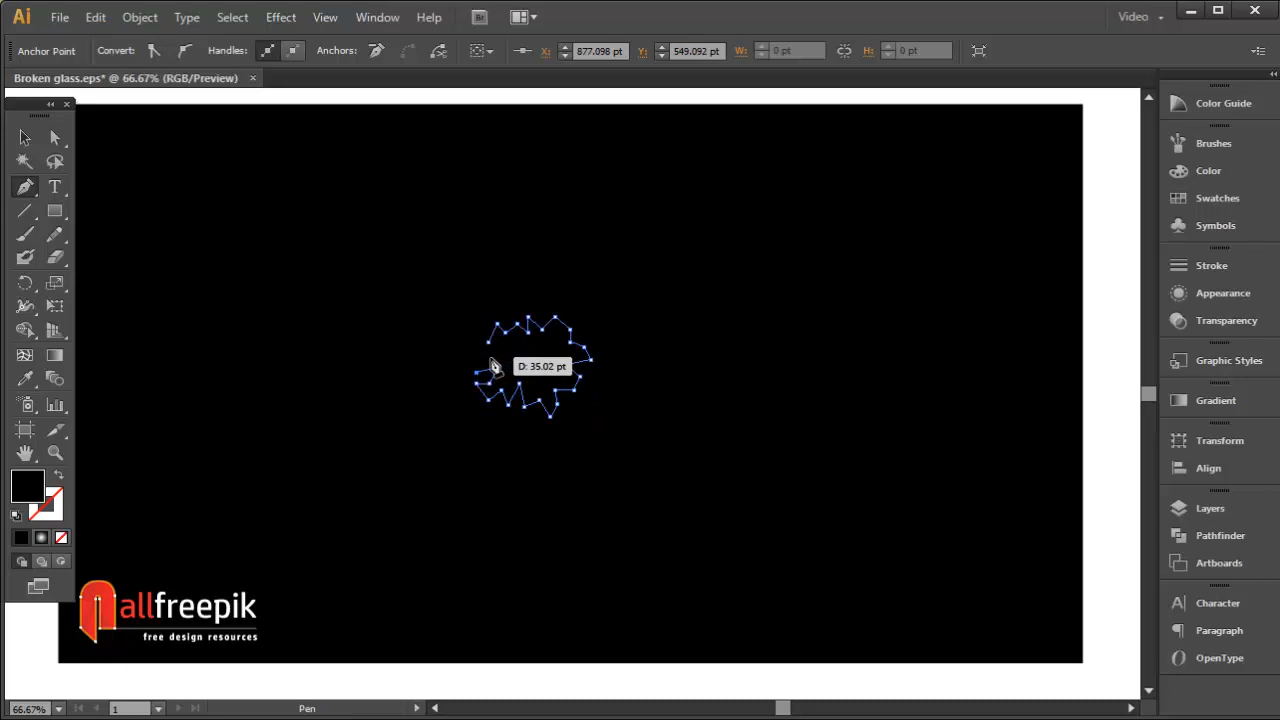 Ai File Edit Object Type Select Effect View Window Help Br Video
Anchor Point Convert: Handles: Anchors: X: 877.098 pt Y: 549.092 pt W: 0 pt H: 0 pt
Broken glass.eps* @ 66.67% (RGB/Preview) ×
Color Guide
Brushes
Color
Swatches
Symbols
Stroke
Appearance
Transparency
Graphic Styles
Gradient
Transform
Align
Layers
Pathfinder
Artboards
Character
Paragraph
OpenType
D: 35.02 pt
allfreepik
free design resources
66.67% 1 Pen